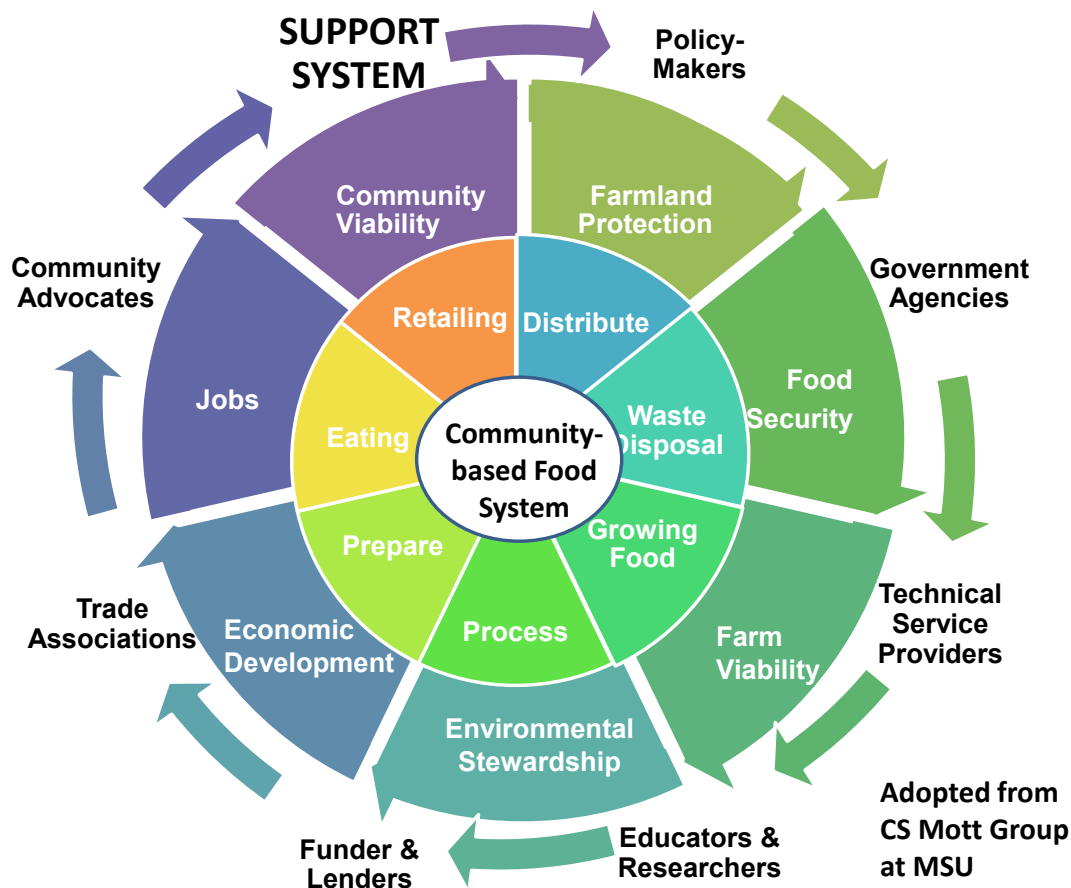 SUPPORT
SYSTEM
Policy-
Makers
Government
Agencies
Technical
Service
Providers
Educators &
Researchers
Funder &
Lenders
Trade
Associations
Community
Advocates
Community
Viability
Farmland
Protection
Food
Security
Farm
Viability
Environmental
Stewardship
Economic
Development
Jobs
Retailing
Distribute
Waste
Disposal
Growing
Food
Process
Prepare
Eating
Community-
based Food
System
Adopted from
CS Mott Group
at MSU